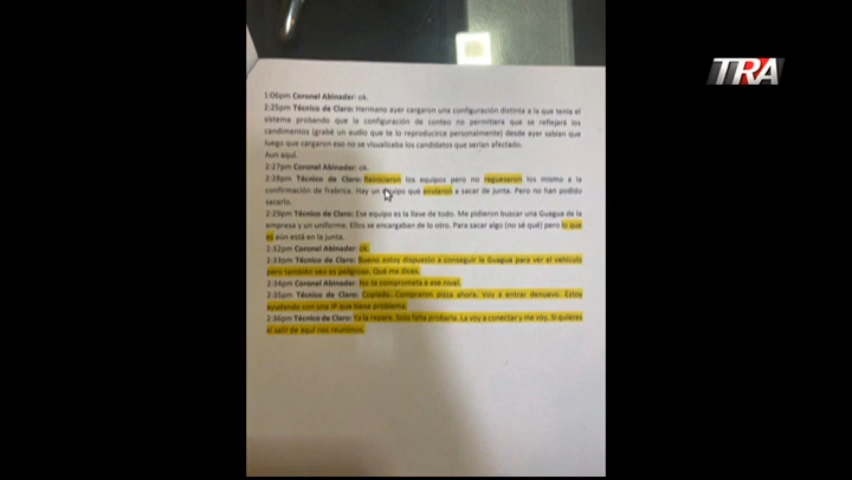 TRA
1:06pm Coronel Abinader: ok.
2:25pm Técnico de Claro: Hermano ayer cargaron una configuración distinta a la que tenía el
sistema probando que la configuración de conteo no permitiera que se reflejará los
candimentos (grabé un audio que te lo reproducirce personalmente) desde ayer sabían que
luego que cargaron eso no se visualizaba los candidatos que serían afectado.
Aun aquí.
2:27pm Coronel Abinader: ok.
2:28pm Técnico de Claro: Reiniciaron los equipos pero no regueseron los mismo a la
confirmación de frebrica. Hay un equipo qué enviaron a sacar de junta. Pero no han podido
sacarlo.
2:29pm Técnico de Claro: Ese equipo es la llave de todo. Me pidieron buscar una Guagua de la
empresa y un uniforme. Ellos se encargaban de lo otro. Para sacar algo (no sé qué) pero lo que
es aún está en la junta.
2:32pm Coronel Abinader: ok.
2:33pm Técnico de Claro: Bueno estoy dispuesto a conseguir la Guagua para ver el vehículo
pero también veo es peligroso. Qué me dices.
2:34pm Coronel Abinader: No te comprometa a ese nivel.
2:35pm Técnico de Claro: Copiado. Compraron pizza ahora. Voy a entrar denuevo. Estoy
ayudando con una IP que tiene problema.
2:36pm Técnico de Claro: Ya la repare. Solo falta probarla. La voy a conectar y me voy. Si quieres
al salir de aquí nos reunimos.